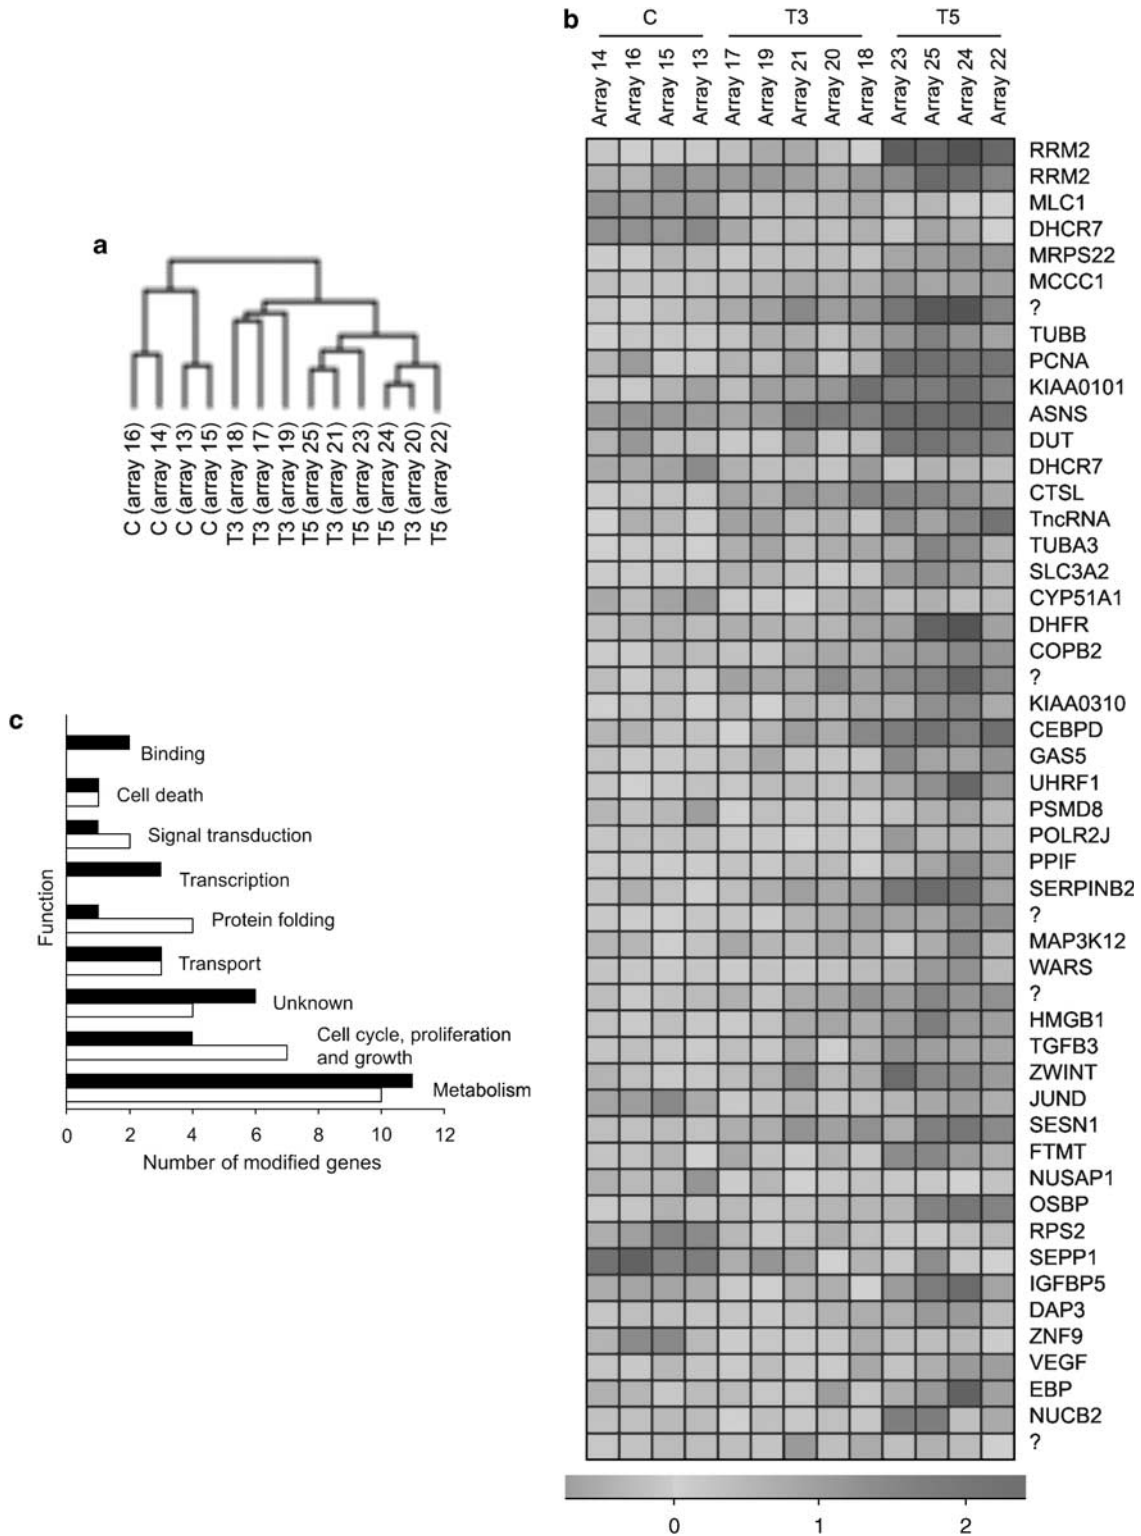 a
C (array 16)
C (array 14)
C (array 13)
C (array 15)
T3 (array 18)
T3 (array 17)
T3 (array 19)
T5 (array 25)
T3 (array 21)
T5 (array 23)
T5 (array 24)
T3 (array 20)
T5 (array 22)
b
C T3 T5
Array 14
Array 16
Array 15
Array 13
Array 17
Array 19
Array 21
Array 20
Array 18
Array 23
Array 25
Array 24
Array 22
RRM2
RRM2
MLC1
DHCR7
MRPS22
MCCC1
?
TUBB
PCNA
KIAA0101
ASNS
DUT
DHCR7
CTSL
TncRNA
TUBA3
SLC3A2
CYP51A1
DHFR
COPB2
?
KIAA0310
CEBPD
GAS5
UHRF1
PSMD8
POLR2J
PPIF
SERPINB2
?
MAP3K12
WARS
?
HMGB1
TGFB3
ZWINT
JUND
SESN1
FTMT
NUSAP1
OSBP
RPS2
SEPP1
IGFBP5
DAP3
ZNF9
VEGF
EBP
NUCB2
?
0 1 2
c
Function
Binding
Cell death
Signal transduction
Transcription
Protein folding
Transport
Unknown
Cell cycle, proliferation
and growth
Metabolism
0 2 4 6 8 10 12
Number of modified genes